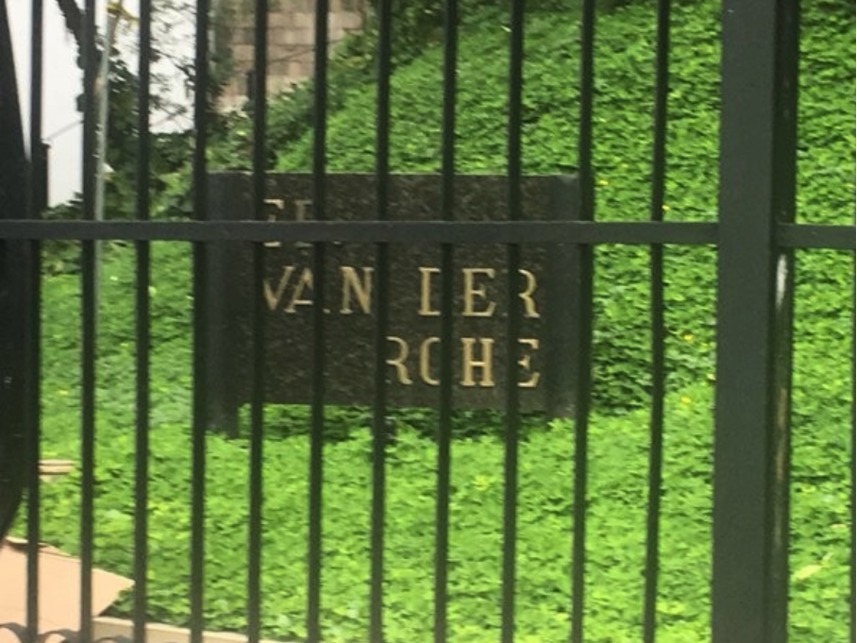 VAN DER
ROHE